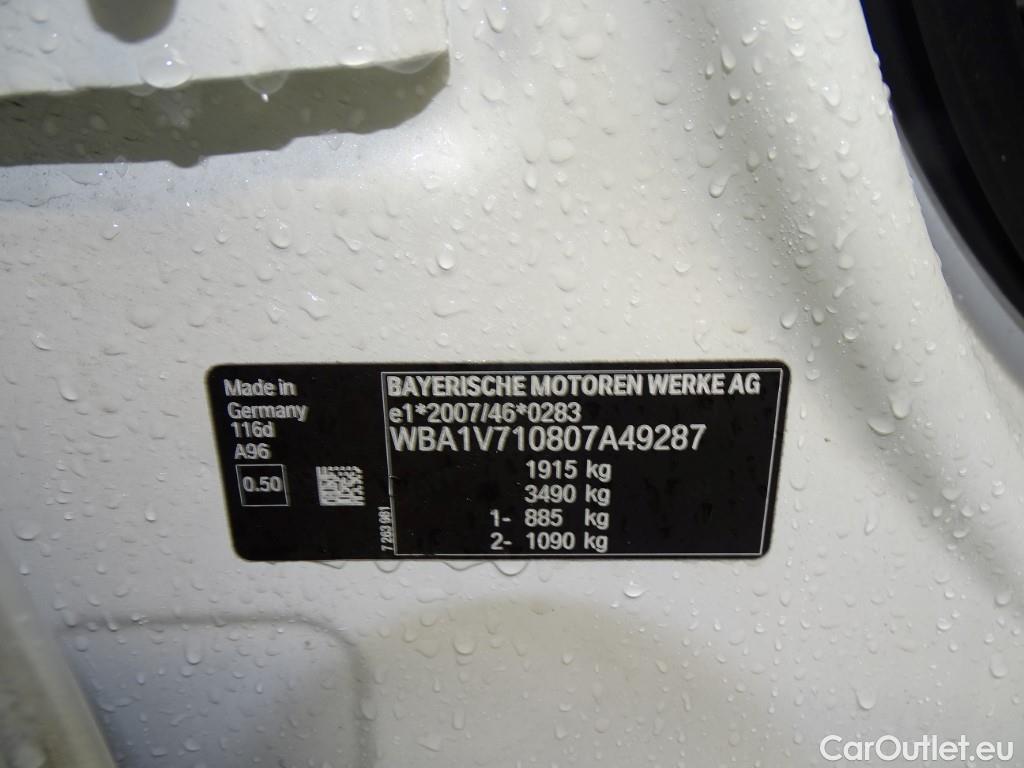 Made in
Germany
116d
A96
0.50
7 263 961
BAYERISCHE MOTOREN WERKE AG
e1*2007/46*0283
WBA1V710807A49287
1915 kg
3490 kg
1- 885 kg
2- 1090 kg
CarOutlet.eu